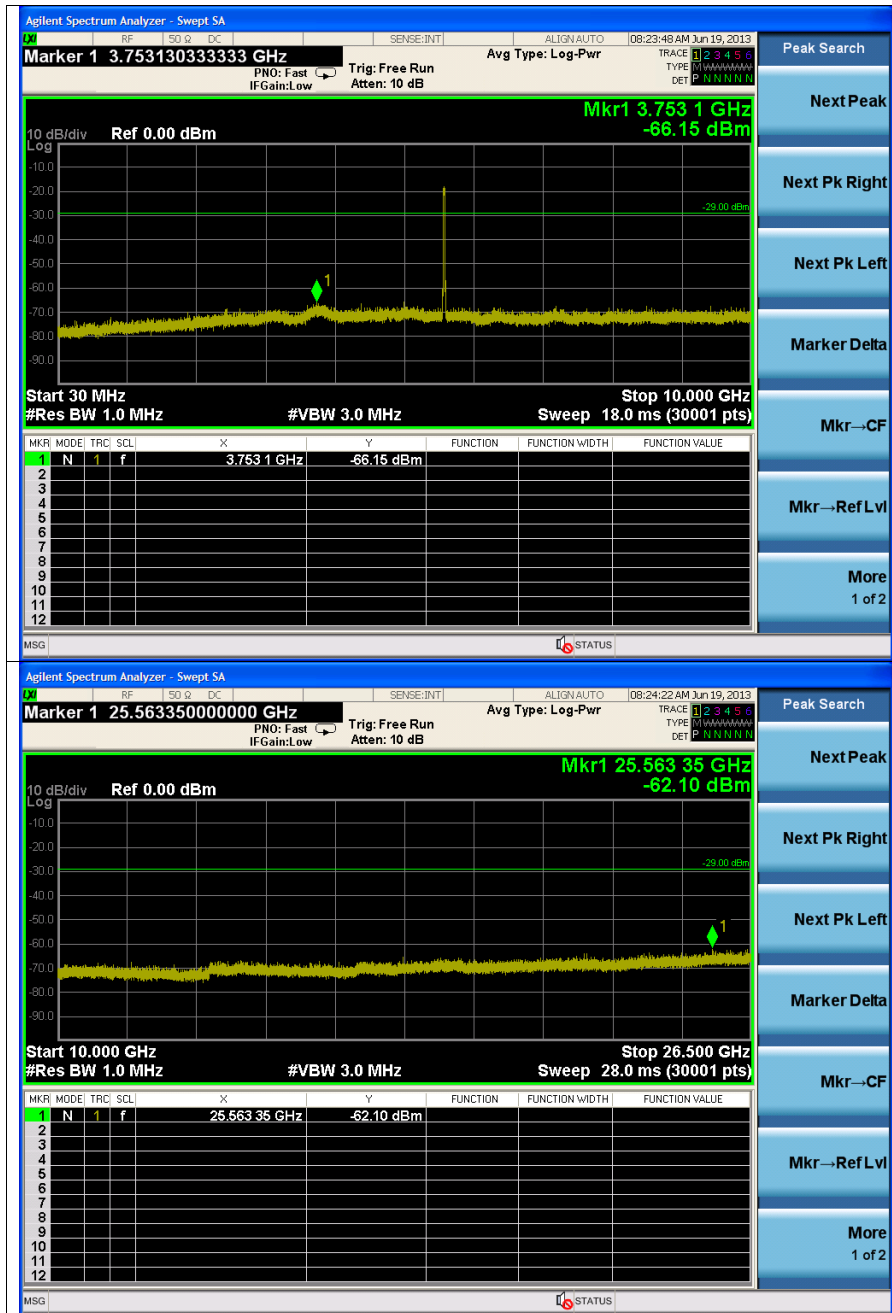 Agilent Spectrum Analyzer - Swept SA
LXI RF 50 Ω DC SENSE:INT ALIGN AUTO 08:23:48 AM Jun 19, 2013
Marker 1 3.753130333333 GHz
PNO: Fast
IFGain:Low
Trig: Free Run
Atten: 10 dB
Avg Type: Log-Pwr
TRACE 1 2 3 4 5 6
TYPE M W W W W W
DET P N N N N N
Mkr1 3.753 1 GHz
-66.15 dBm
10 dB/div Ref 0.00 dBm
Log
-10.0
-20.0
-29.00 dBm
-30.0
-40.0
-50.0
1
-60.0
-70.0
-80.0
-90.0
Start 30 MHz Stop 10.000 GHz
#Res BW 1.0 MHz #VBW 3.0 MHz Sweep 18.0 ms (30001 pts)
MKR MODE TRC SCL X Y FUNCTION FUNCTION WIDTH FUNCTION VALUE
1 N 1 f 3.753 1 GHz -66.15 dBm
2
3
4
5
6
7
8
9
10
11
12
MSG STATUS
Peak Search
Next Peak
Next Pk Right
Next Pk Left
Marker Delta
Mkr→CF
Mkr→Ref Lvl
More
1 of 2
Agilent Spectrum Analyzer - Swept SA
LXI RF 50 Ω DC SENSE:INT ALIGN AUTO 08:24:22 AM Jun 19, 2013
Marker 1 25.563350000000 GHz
PNO: Fast
IFGain:Low
Trig: Free Run
Atten: 10 dB
Avg Type: Log-Pwr
TRACE 1 2 3 4 5 6
TYPE M W W W W W
DET P N N N N N
Mkr1 25.563 35 GHz
-62.10 dBm
10 dB/div Ref 0.00 dBm
Log
-10.0
-20.0
-29.00 dBm
-30.0
-40.0
-50.0
1
-60.0
-70.0
-80.0
-90.0
Start 10.000 GHz Stop 26.500 GHz
#Res BW 1.0 MHz #VBW 3.0 MHz Sweep 28.0 ms (30001 pts)
MKR MODE TRC SCL X Y FUNCTION FUNCTION WIDTH FUNCTION VALUE
1 N 1 f 25.563 35 GHz -62.10 dBm
2
3
4
5
6
7
8
9
10
11
12
MSG STATUS
Peak Search
Next Peak
Next Pk Right
Next Pk Left
Marker Delta
Mkr→CF
Mkr→Ref Lvl
More
1 of 2